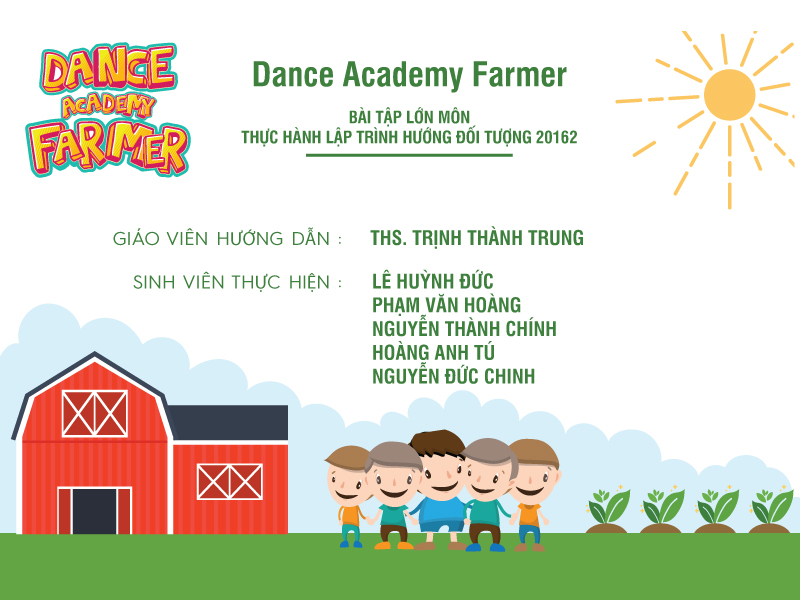 DANCE
ACADEMY
FARMER
Dance Academy Farmer
BÀI TẬP LỚN MÔN
THỰC HÀNH LẬP TRÌNH HƯỚNG ĐỐI TƯỢNG 20162
GIÁO VIÊN HƯỚNG DẪN : THS. TRỊNH THÀNH TRUNG
SINH VIÊN THỰC HIỆN : LÊ HUỲNH ĐỨC
PHẠM VĂN HOÀNG
NGUYỄN THÀNH CHÍNH
HOÀNG ANH TÚ
NGUYỄN ĐỨC CHINH